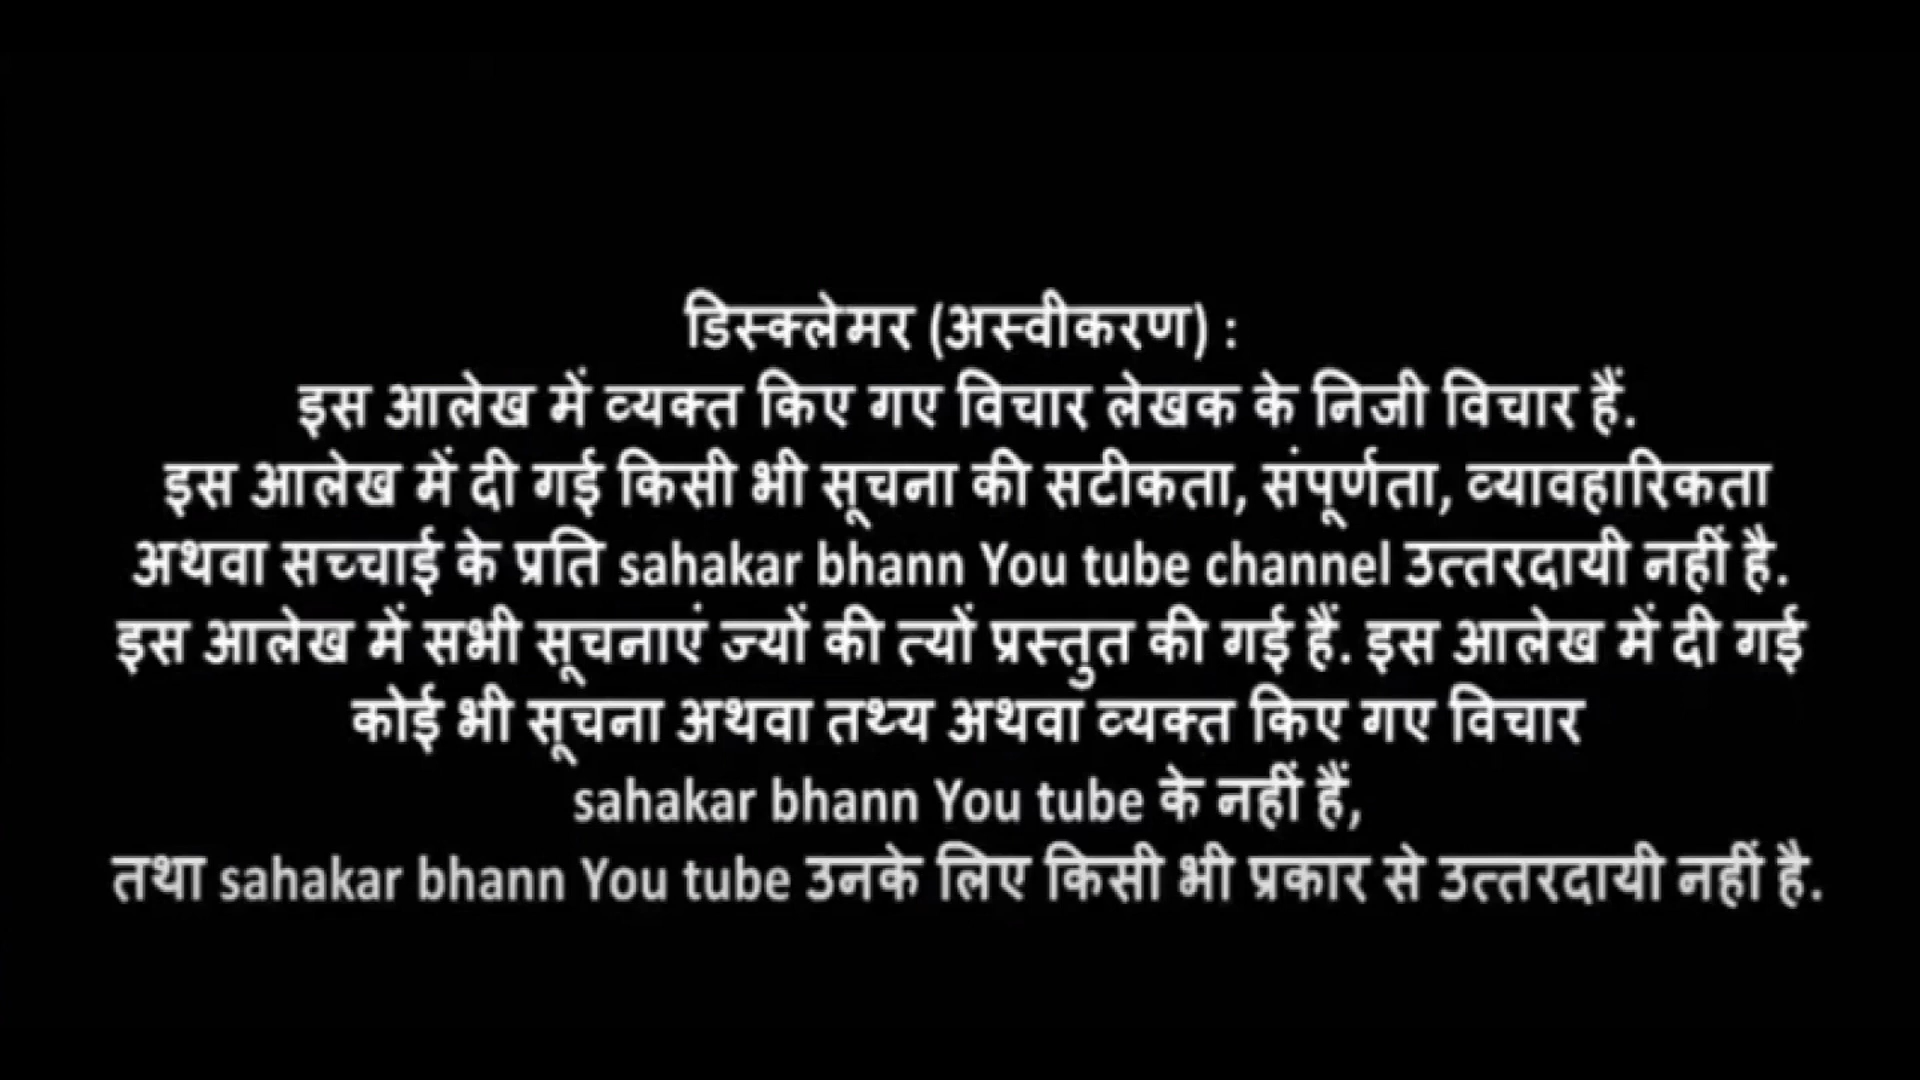 डिस्क्लेमर (अस्वीकरण) :
इस आलेख में व्यक्त किए गए विचार लेखक के निजी विचार हैं.
इस आलेख में दी गई किसी भी सूचना की सटीकता, संपूर्णता, व्यावहारिकता
अथवा सच्चाई के प्रति sahakar bhann You tube channel उत्तरदायी नहीं है.
इस आलेख में सभी सूचनाएं ज्यों की त्यों प्रस्तुत की गई हैं. इस आलेख में दी गई
कोई भी सूचना अथवा तथ्य अथवा व्यक्त किए गए विचार
sahakar bhann You tube के नहीं हैं,
तथा sahakar bhann You tube उनके लिए किसी भी प्रकार से उत्तरदायी नहीं है.